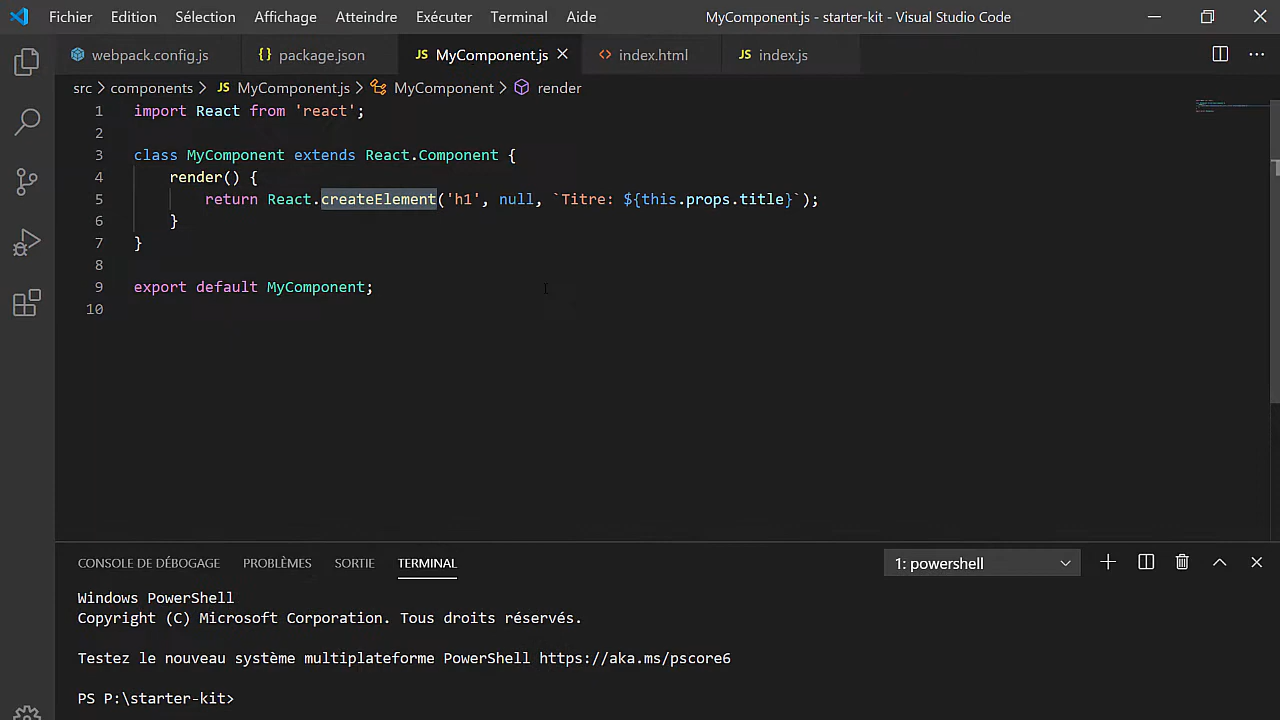 Fichier Edition Sélection Affichage Atteindre Exécuter Terminal Aide MyComponent.js - starter-kit - Visual Studio Code
webpack.config.js {} package.json JS MyComponent.js <> index.html JS index.js
src > components > JS MyComponent.js > MyComponent > render
1 import React from 'react';
2
3 class MyComponent extends React.Component {
4 render() {
5 return React.createElement('h1', null, `Titre: ${this.props.title}`);
6 }
7 }
8
9 export default MyComponent;
10
CONSOLE DE DÉBOGAGE PROBLÈMES SORTIE TERMINAL 1: powershell
Windows PowerShell
Copyright (C) Microsoft Corporation. Tous droits réservés.
Testez le nouveau système multiplateforme PowerShell https://aka.ms/pscore6
PS P:\starter-kit>